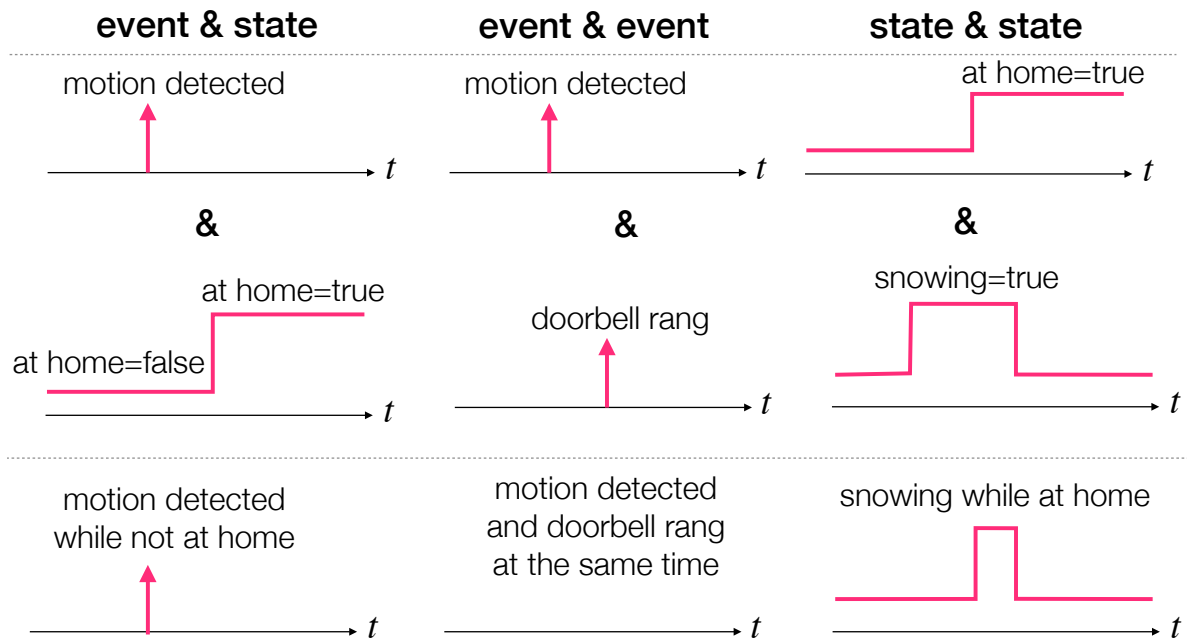 event & state
event & event
state & state
motion detected
t
motion detected
t
at home=true
t
&
&
&
at home=true
at home=false
t
doorbell rang
t
snowing=true
t
motion detected
while not at home
t
motion detected
and doorbell rang
at the same time
t
snowing while at home
t